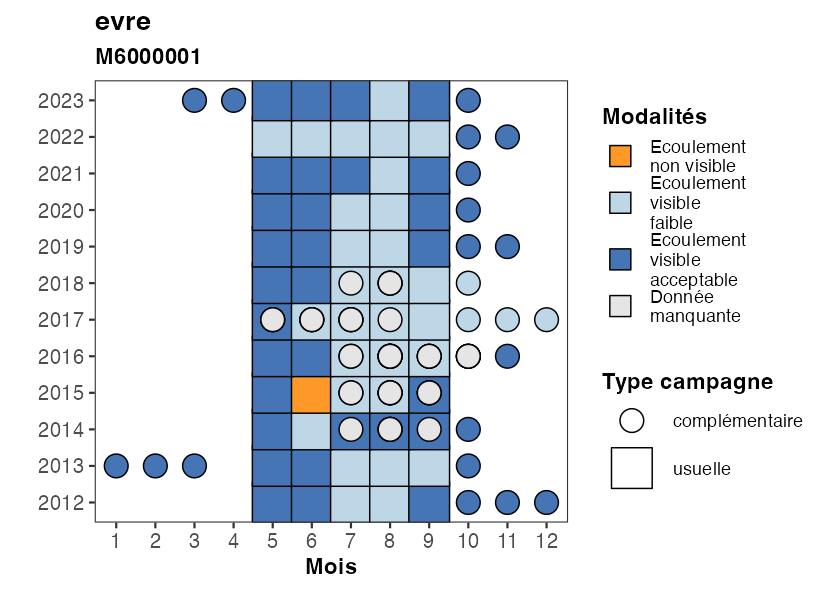 evre
M6000001
2023
2022
2021
2020
2019
2018
2017
2016
2015
2014
2013
2012
1 2 3 4 5 6 7 8 9 10 11 12
Mois
Modalités
Ecoulement
non visible
Ecoulement
visible
faible
Ecoulement
visible
acceptable
Donnée
manquante
Type campagne
complémentaire
usuelle